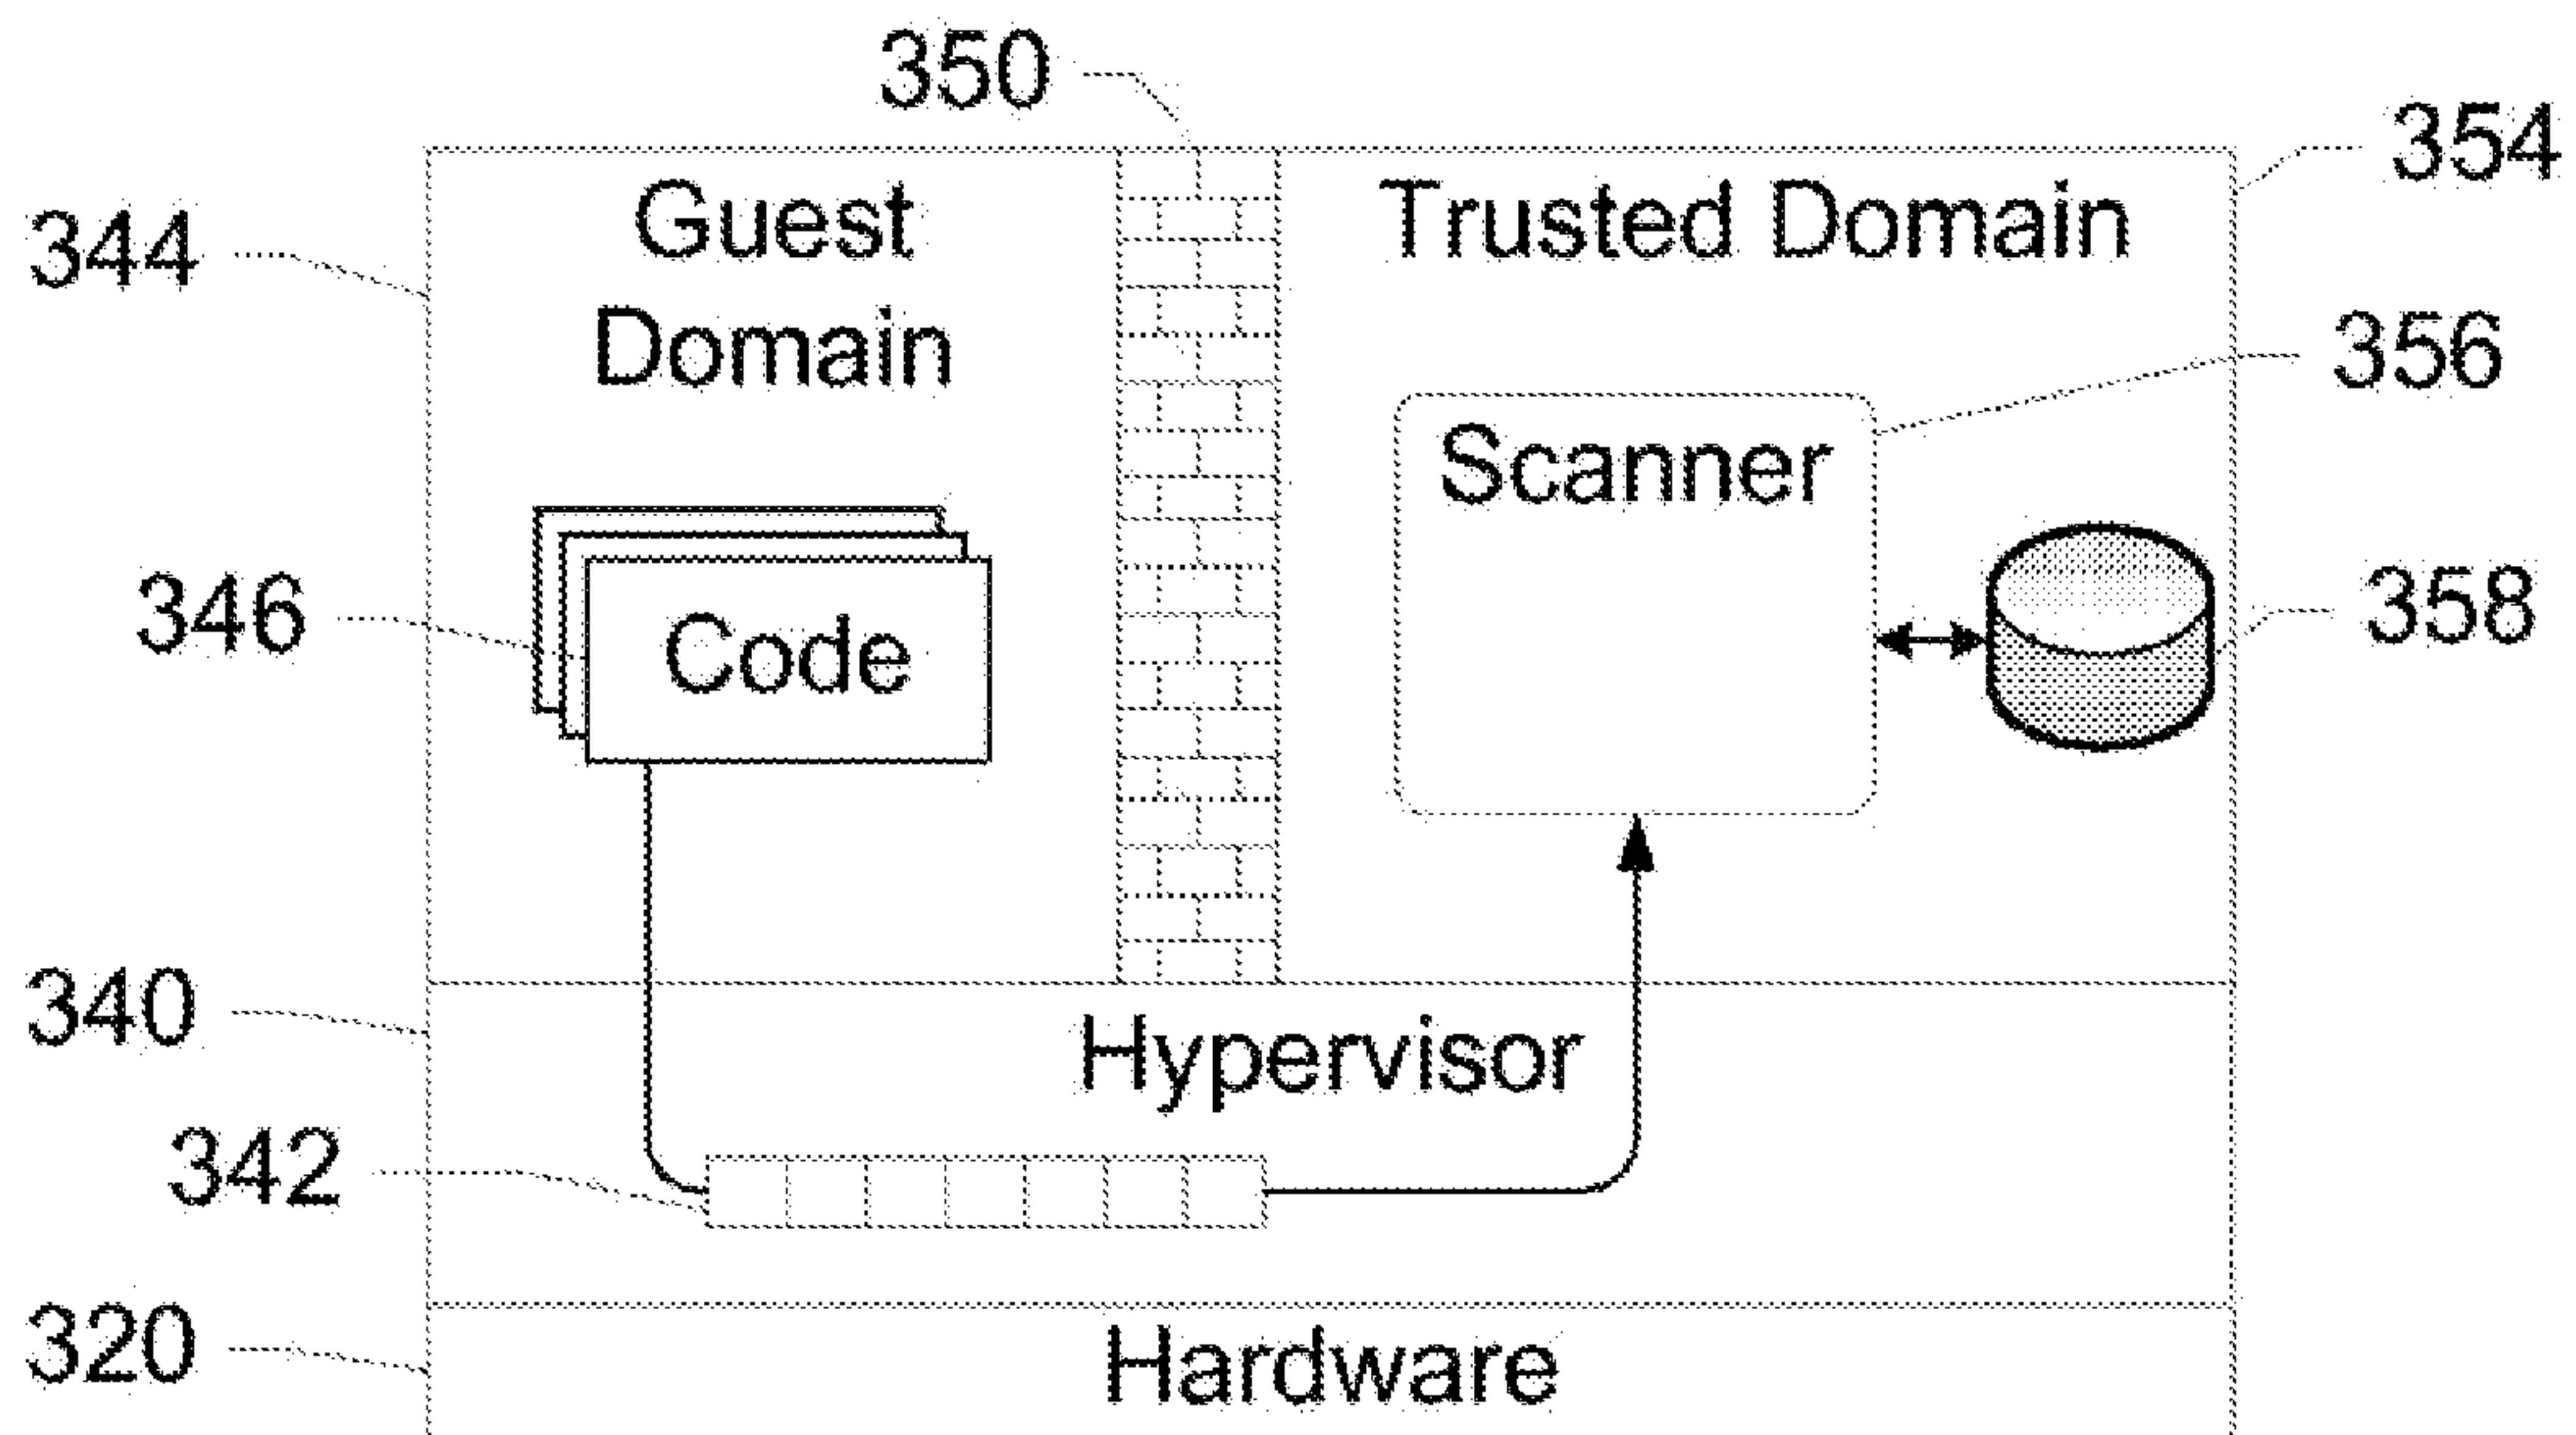 350
354
Guest
Domain
Trusted Domain
344
356
Scanner
346
Code
358
340
Hypervisor
342
320
Hardware